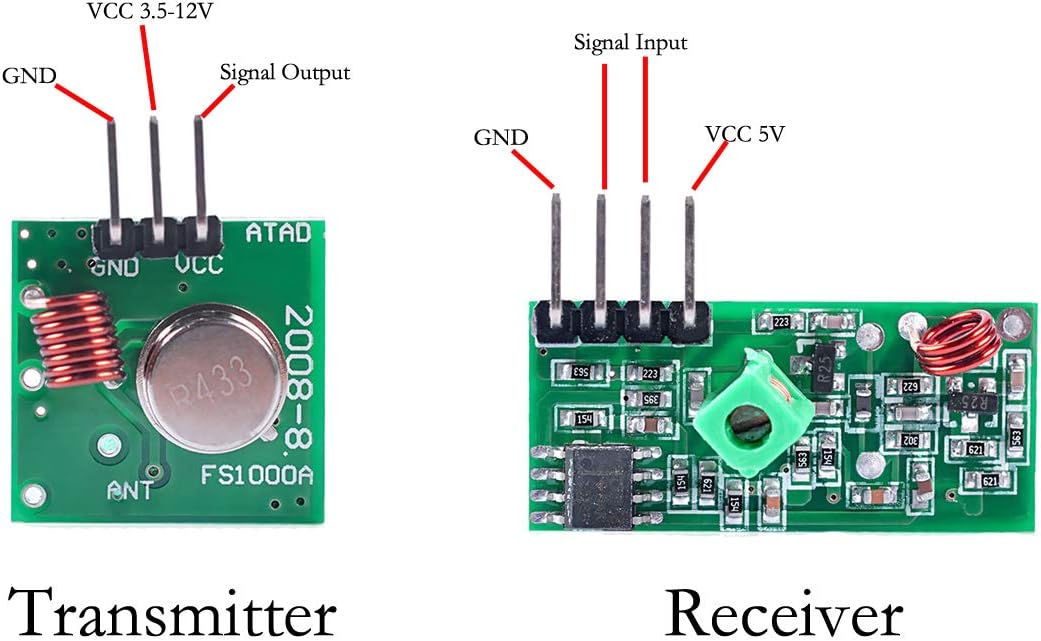 VCC 3.5-12V
GND
Signal Output
Signal Input
GND
VCC 5V
ATAD
GND
VCC
2008-8.
R433
FS1000A
ANT
223
563
223
395
154
R25
622
R25
302
563
621
621
563
154
154
621
154
Transmitter
Receiver